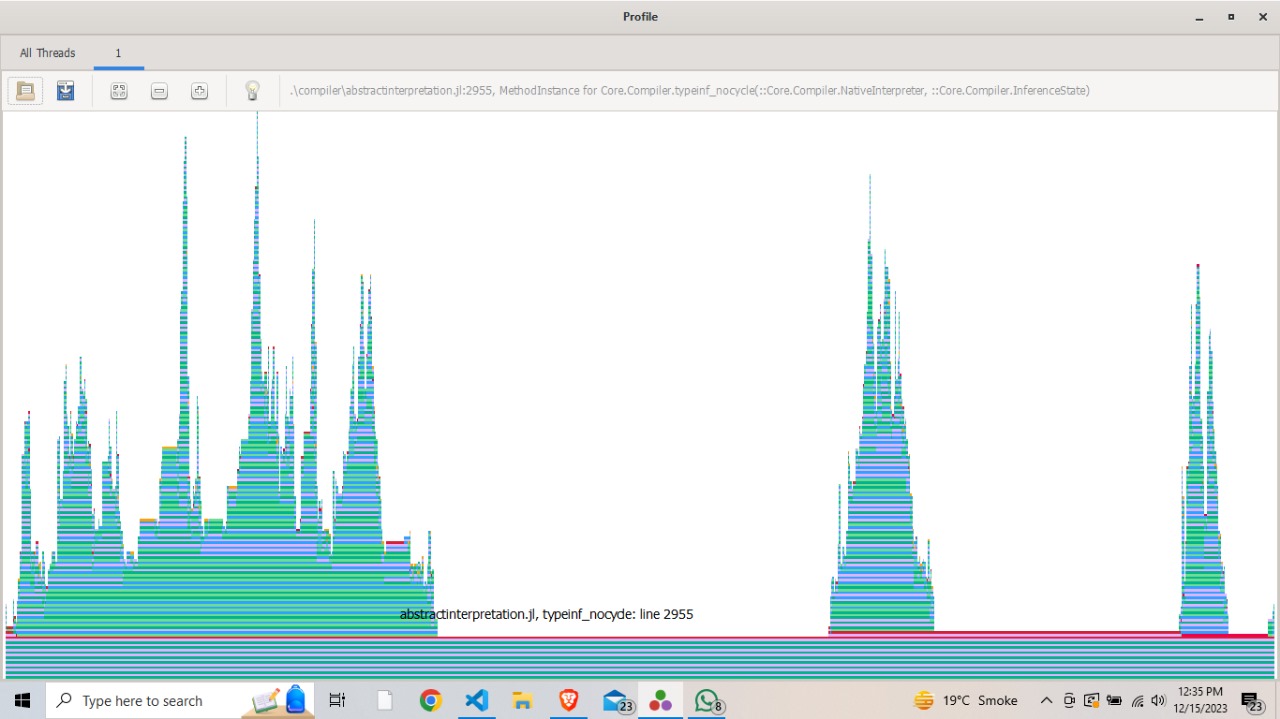 Profile
All Threads 1
.\compiler\abstractinterpretation.jl:2955, MethodInstance for Core.Compiler.typeinf_nocycle(::Core.Compiler.NativeInterpreter, ::Core.Compiler.InferenceState)
abstractinterpretation.jl, typeinf_nocycle: line 2955
Type here to search
23
8
19°C Smoke
12:35 PM
12/15/2023
23